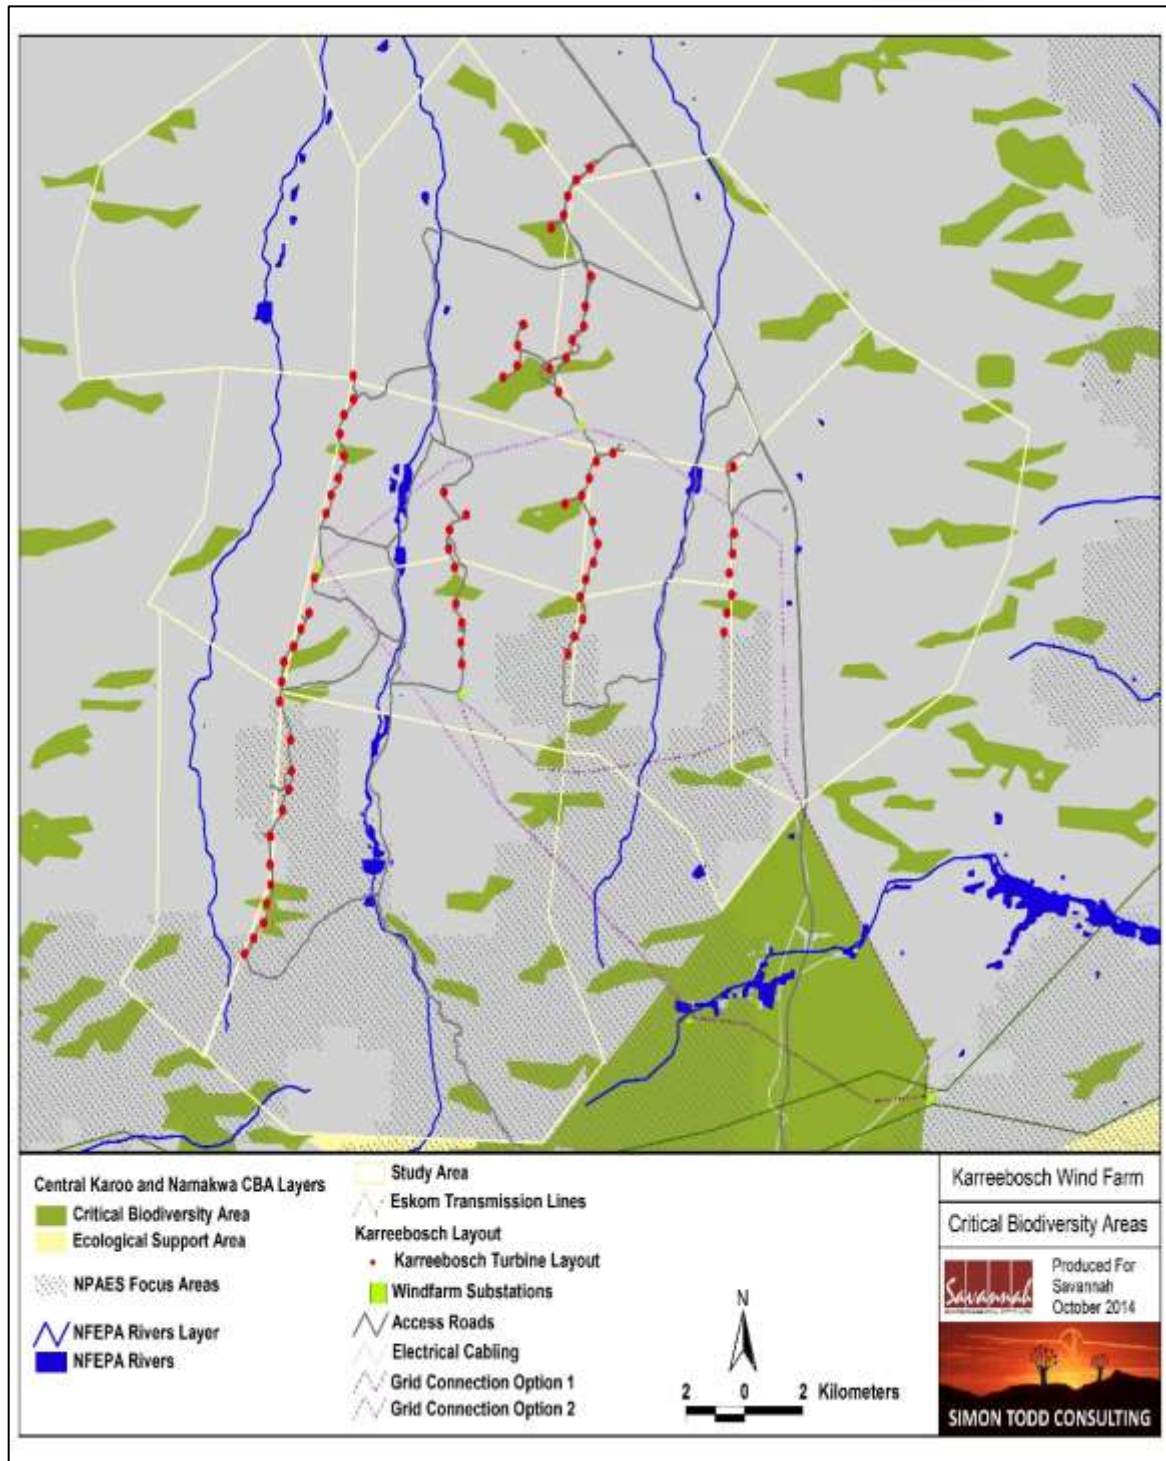 Central Karoo and Namakwa CBA Layers
Critical Biodiversity Area
Ecological Support Area
NPAES Focus Areas
NFEPA Rivers Layer
NFEPA Rivers
Study Area
Eskom Transmission Lines
Karreebosch Layout
Karreebosch Turbine Layout
Windfarm Substations
Access Roads
Electrical Cabling
Grid Connection Option 1
Grid Connection Option 2
N
2 0 2 Kilometers
Karreebosch Wind Farm
Critical Biodiversity Areas
Savannah
Produced For
Savannah
October 2014
SIMON TODD CONSULTING